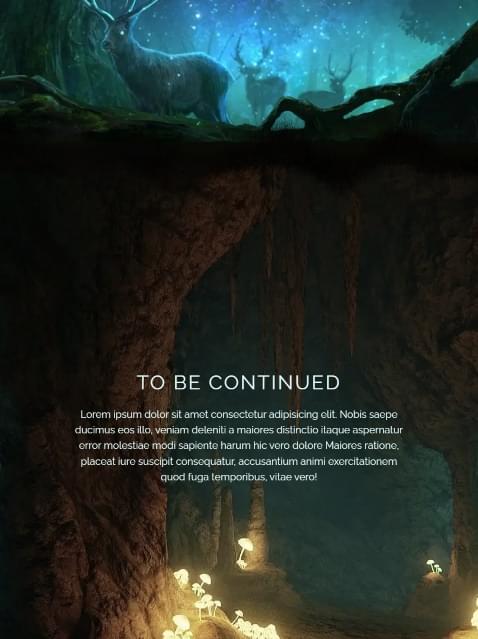 TO BE CONTINUED
Lorem ipsum dolor sit amet consectetur adipisicing elit. Nobis saepe
ducimus eos illo, veniam deleniti a maiores distinctio itaque aspernatur
error molestiae modi sapiente harum hic vero dolore Maiores ratione,
placeat iure suscipit consequatur, accusantium animi exercitationem
quod fuga temporibus, vitae vero!